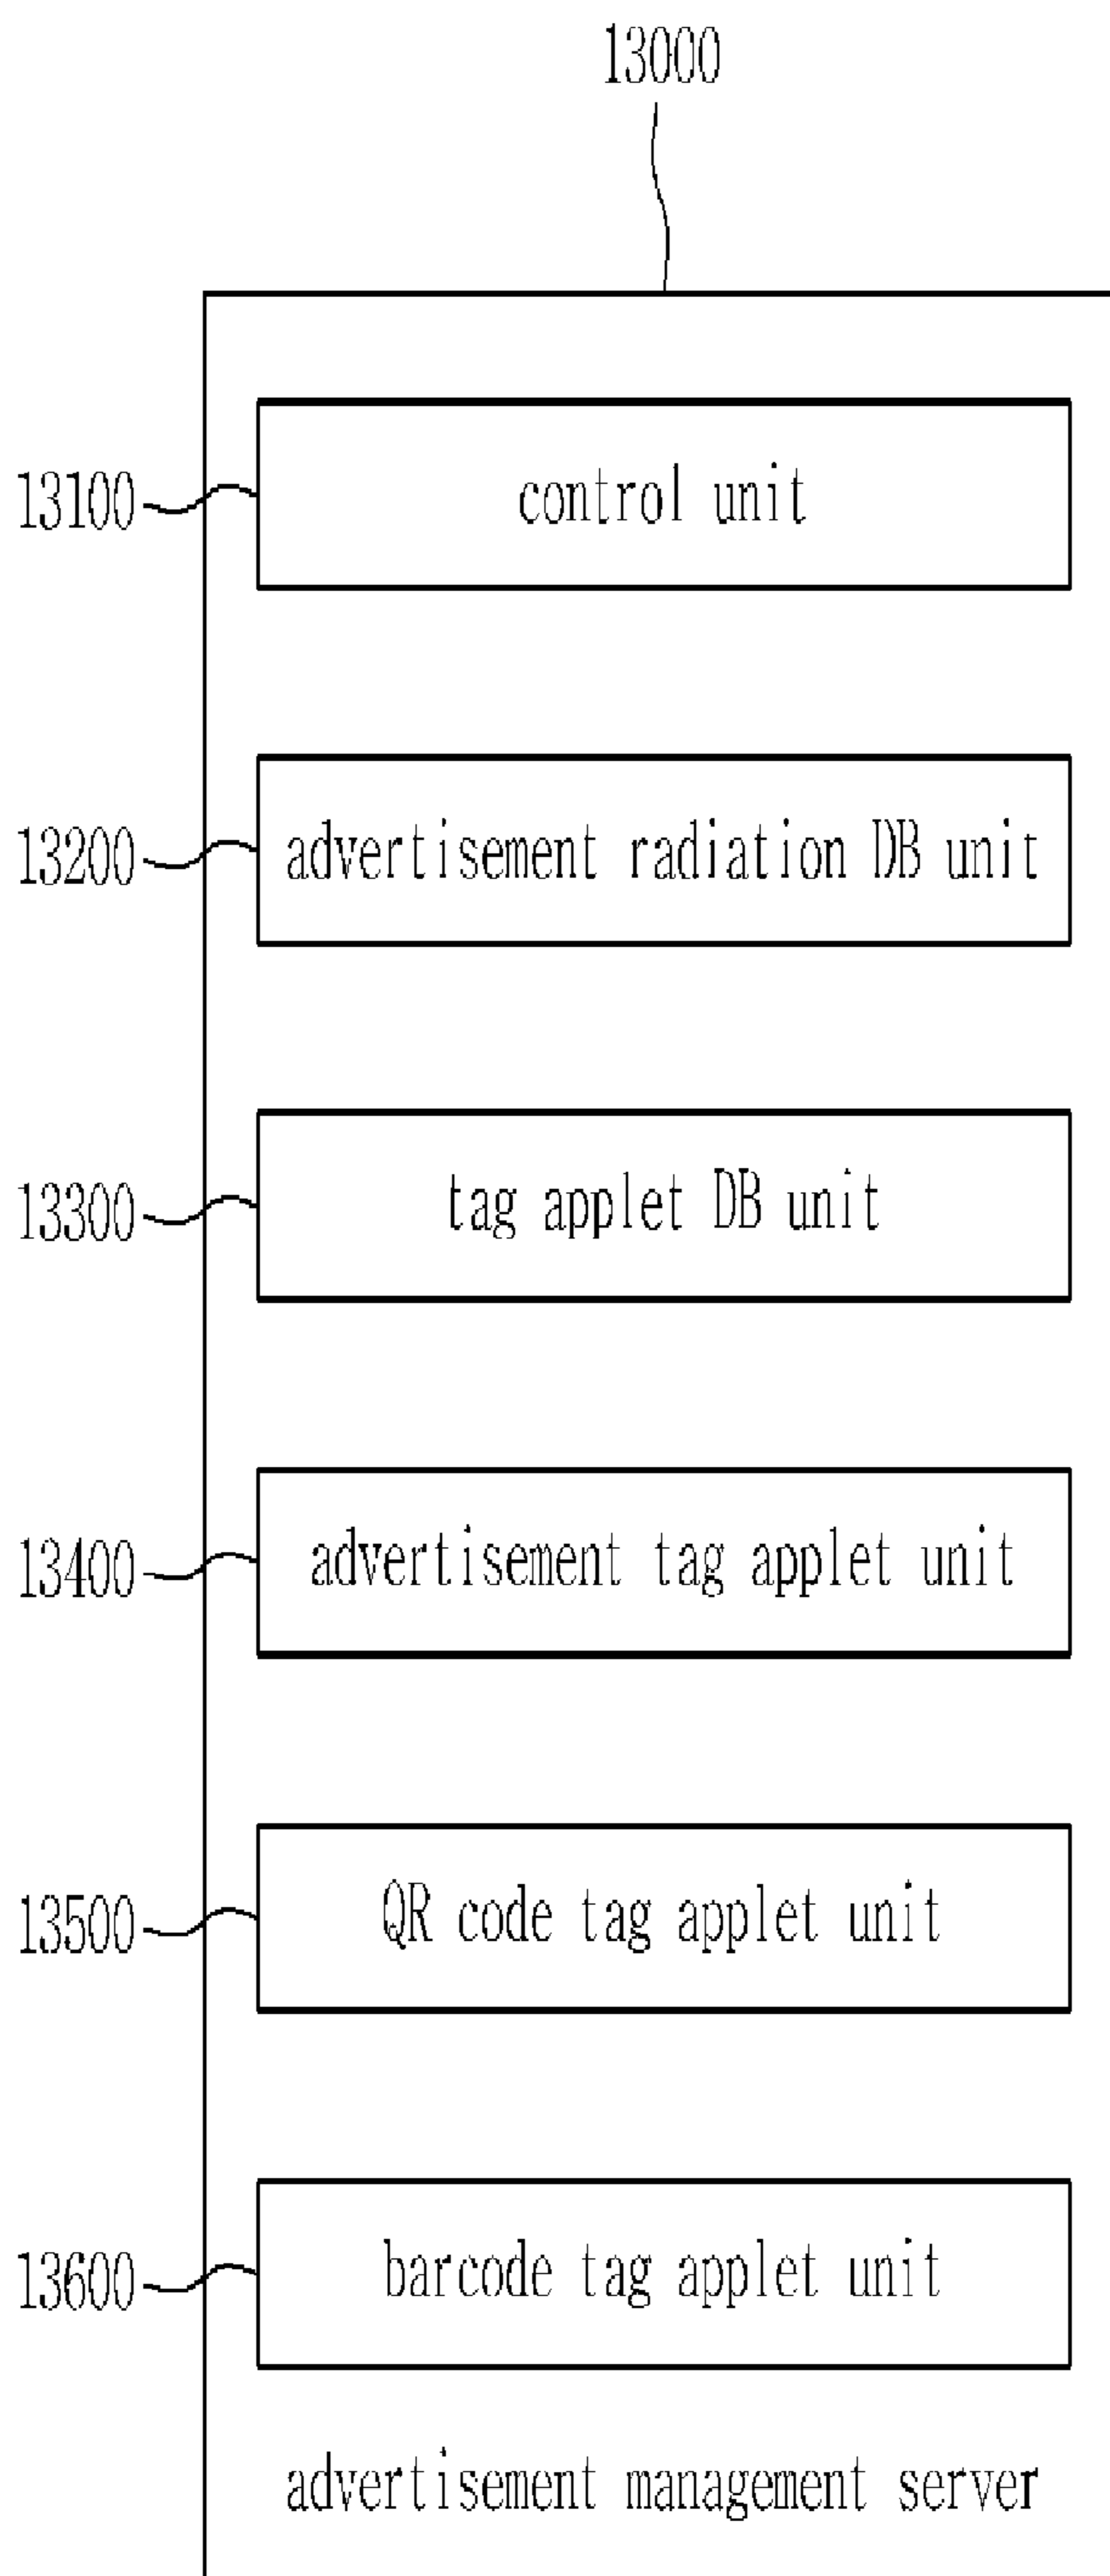 13000
13100 control unit
13200 advertisement radiation DB unit
13300 tag applet DB unit
13400 advertisement tag applet unit
13500 QR code tag applet unit
13600 barcode tag applet unit
advertisement management server